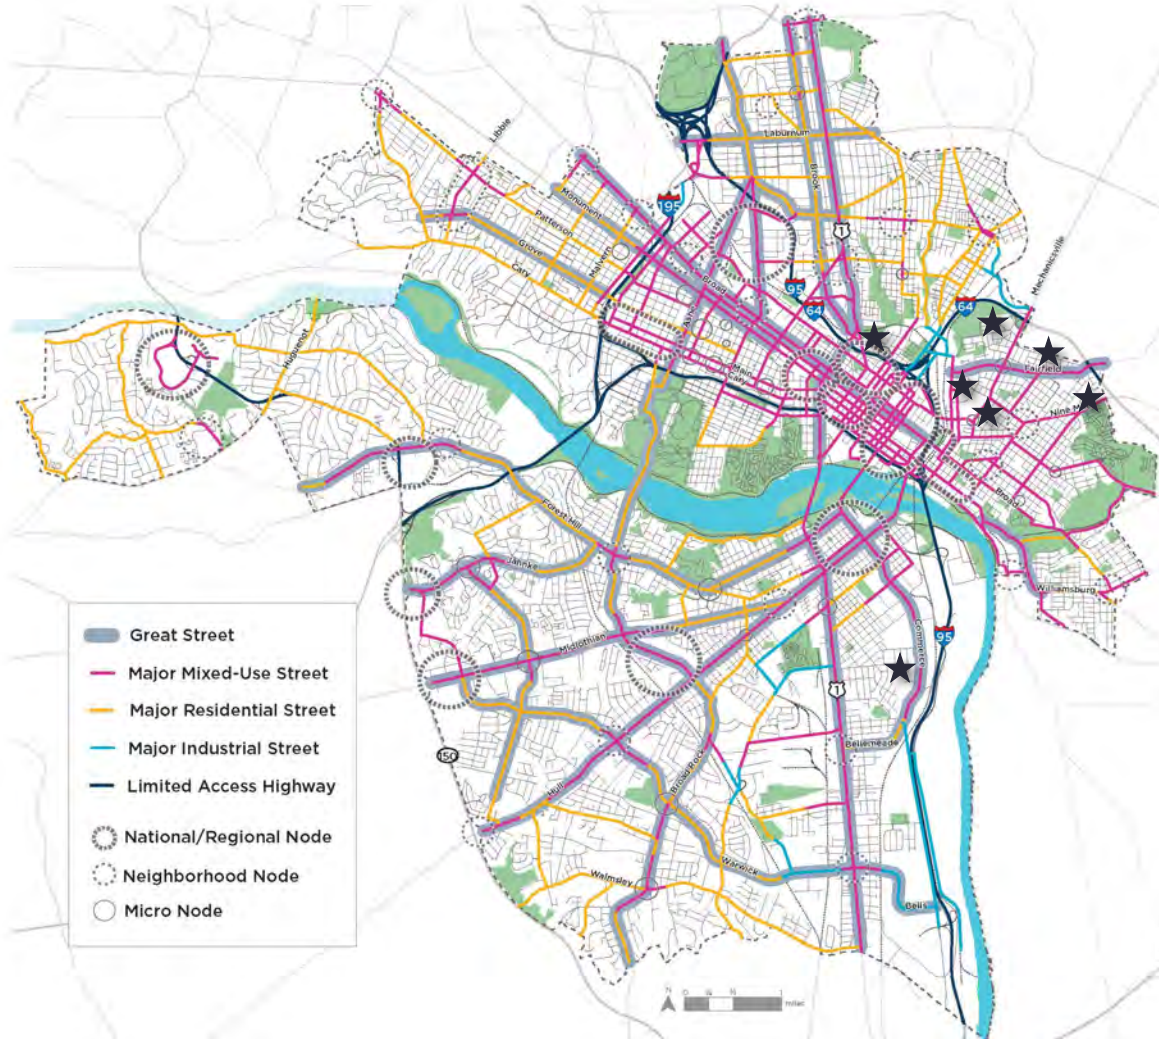 Libbie
Laburnum
Brook
195
Monument
Patterson
Grove
Malvern
Cary
Broad
1
95
64
64
Mechanicsville
Huguenot
Main
Cary
Fairfield
Broad
Forest Hill
Jahnke
Williamsburg
Midlothian
Commerce
95
1
Bellemeade
150
Hull
Broad Rock
Warwick
Walmsley
Bells
Great Street
Major Mixed-Use Street
Major Residential Street
Major Industrial Street
Limited Access Highway
National/Regional Node
Neighborhood Node
Micro Node
N
miles